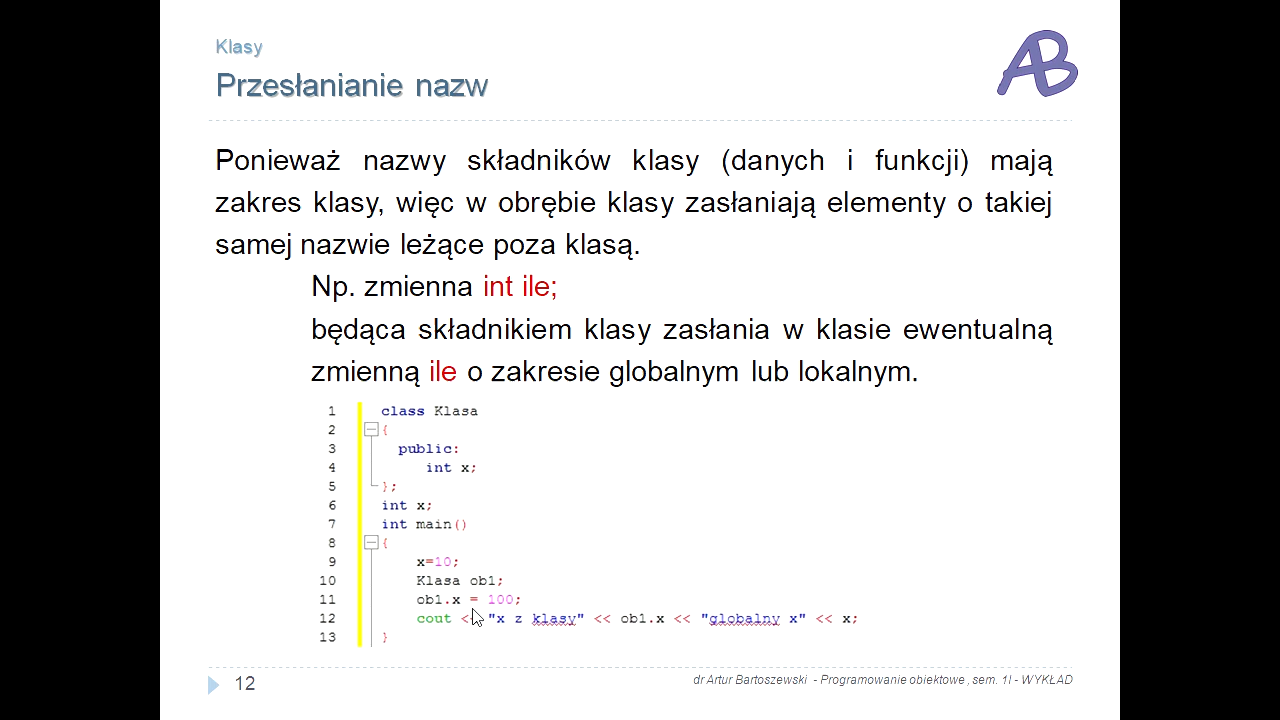 Klasy
Przesłanianie nazw
AB
Ponieważ nazwy składników klasy (danych i funkcji) mają
zakres klasy, więc w obrębie klasy zasłaniają elementy o takiej
samej nazwie leżące poza klasą.
Np. zmienna int ile;
będąca składnikiem klasy zasłania w klasie ewentualną
zmienną ile o zakresie globalnym lub lokalnym.
1 class Klasa
2 {
3 public:
4 int x;
5 };
6 int x;
7 int main()
8 {
9 x=10;
10 Klasa ob1;
11 ob1.x = 100;
12 cout << "x z klasy" << ob1.x << "globalny x" << x;
13 }
12
dr Artur Bartoszewski - Programowanie obiektowe, sem. 1I - WYKŁAD